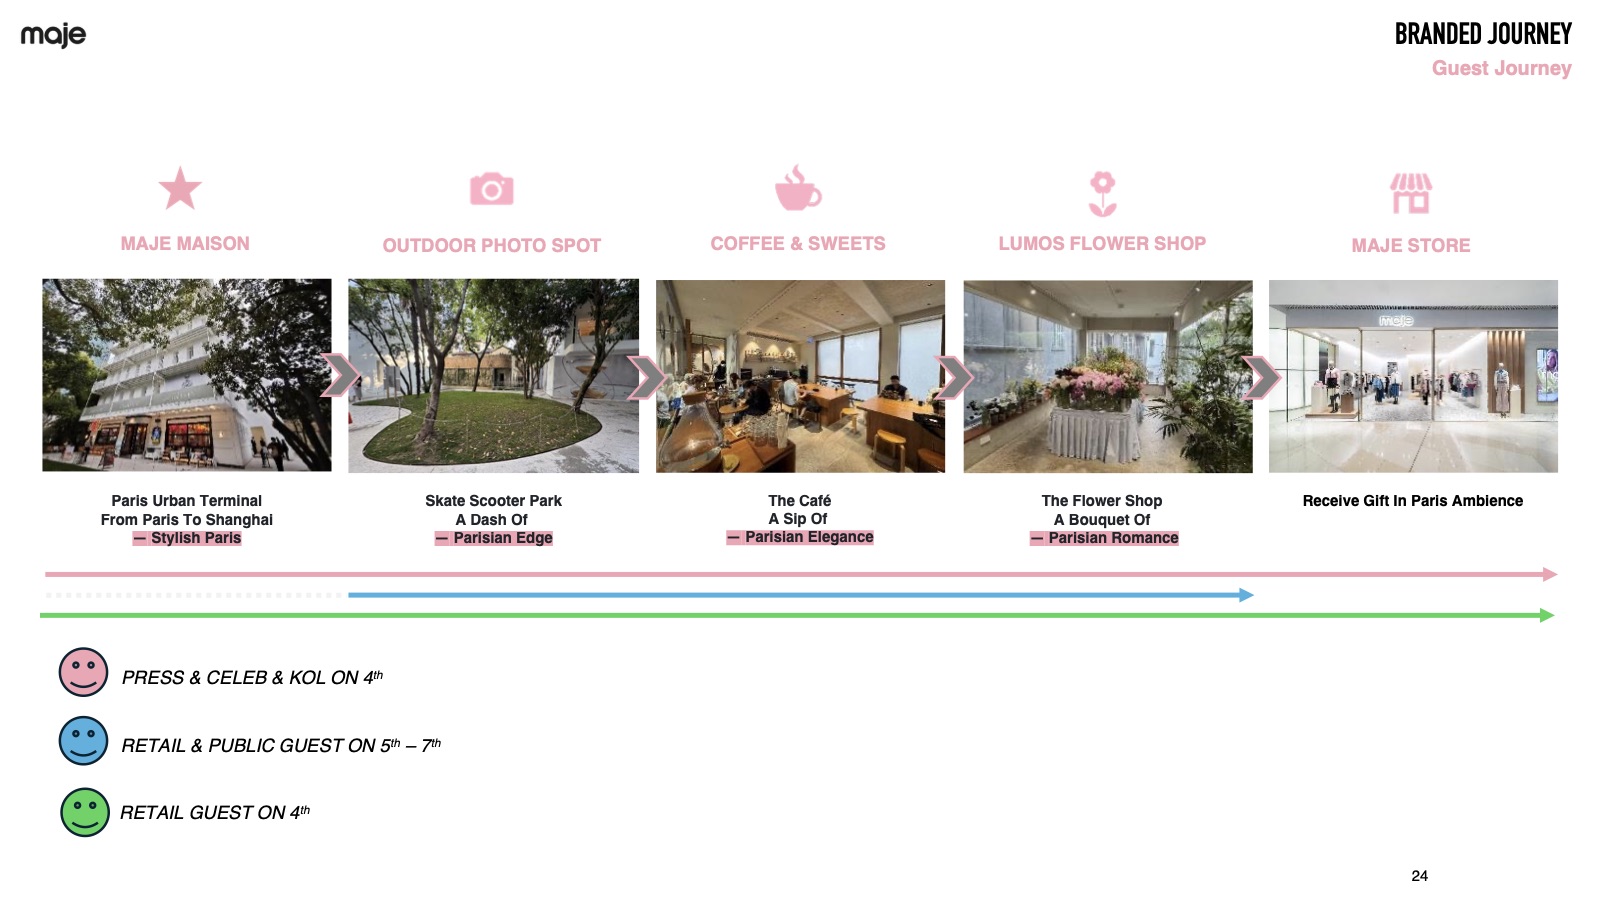 maje
BRANDED JOURNEY
Guest Journey
MAJE MAISON
OUTDOOR PHOTO SPOT
COFFEE & SWEETS
LUMOS FLOWER SHOP
MAJE STORE
maje
Paris Urban Terminal
From Paris To Shanghai
— Stylish Paris
Skate Scooter Park
A Dash Of
— Parisian Edge
The Café
A Sip Of
— Parisian Elegance
The Flower Shop
A Bouquet Of
— Parisian Romance
Receive Gift In Paris Ambience
PRESS & CELEB & KOL ON 4th
RETAIL & PUBLIC GUEST ON 5th – 7th
RETAIL GUEST ON 4th
24